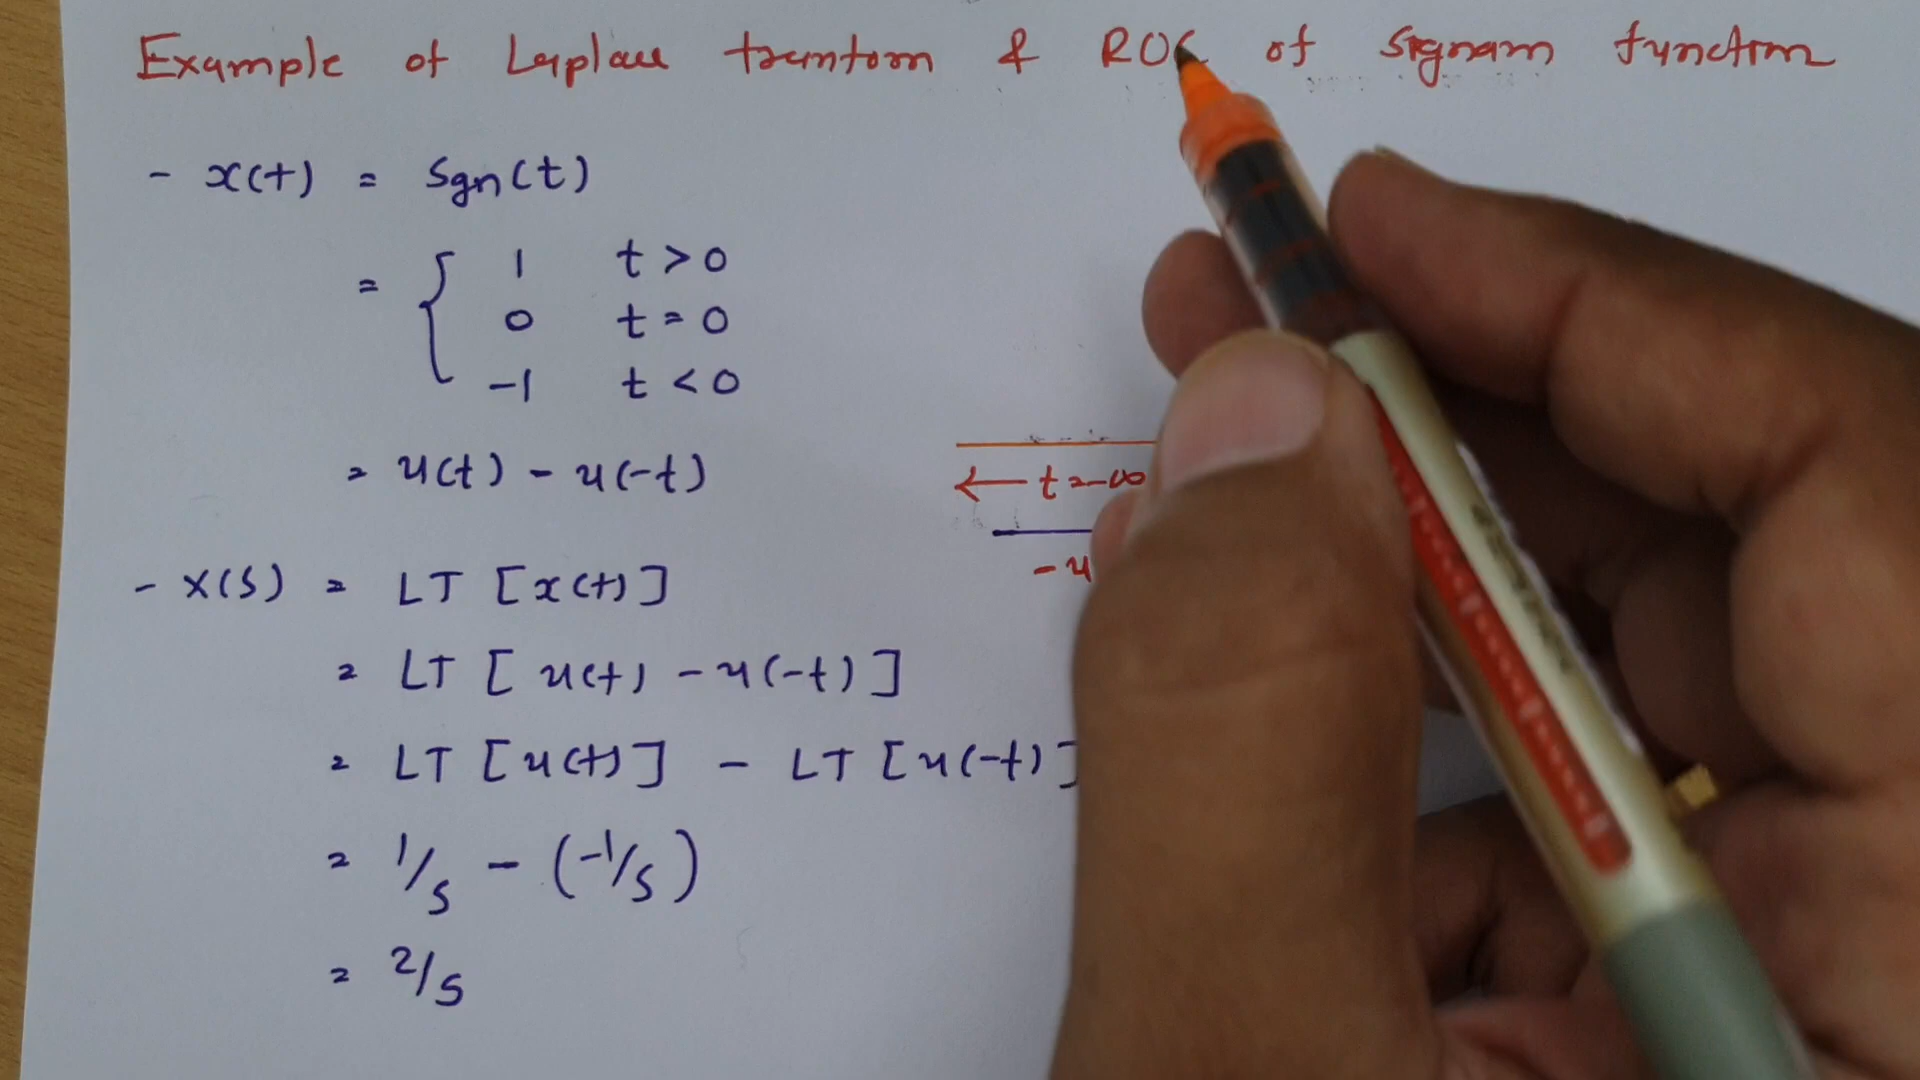 Example of Laplace transform & ROC of signam function
- x(t) = Sgn(t)
= { 1 t > 0
0 t = 0
-1 t < 0
= u(t) - u(-t)
← t = -∞
- u
- X(s) = LT [x(t)]
= LT [u(t) - u(-t)]
= LT [u(t)] - LT [u(-t)]
= 1/s - (-1/s)
= 2/s